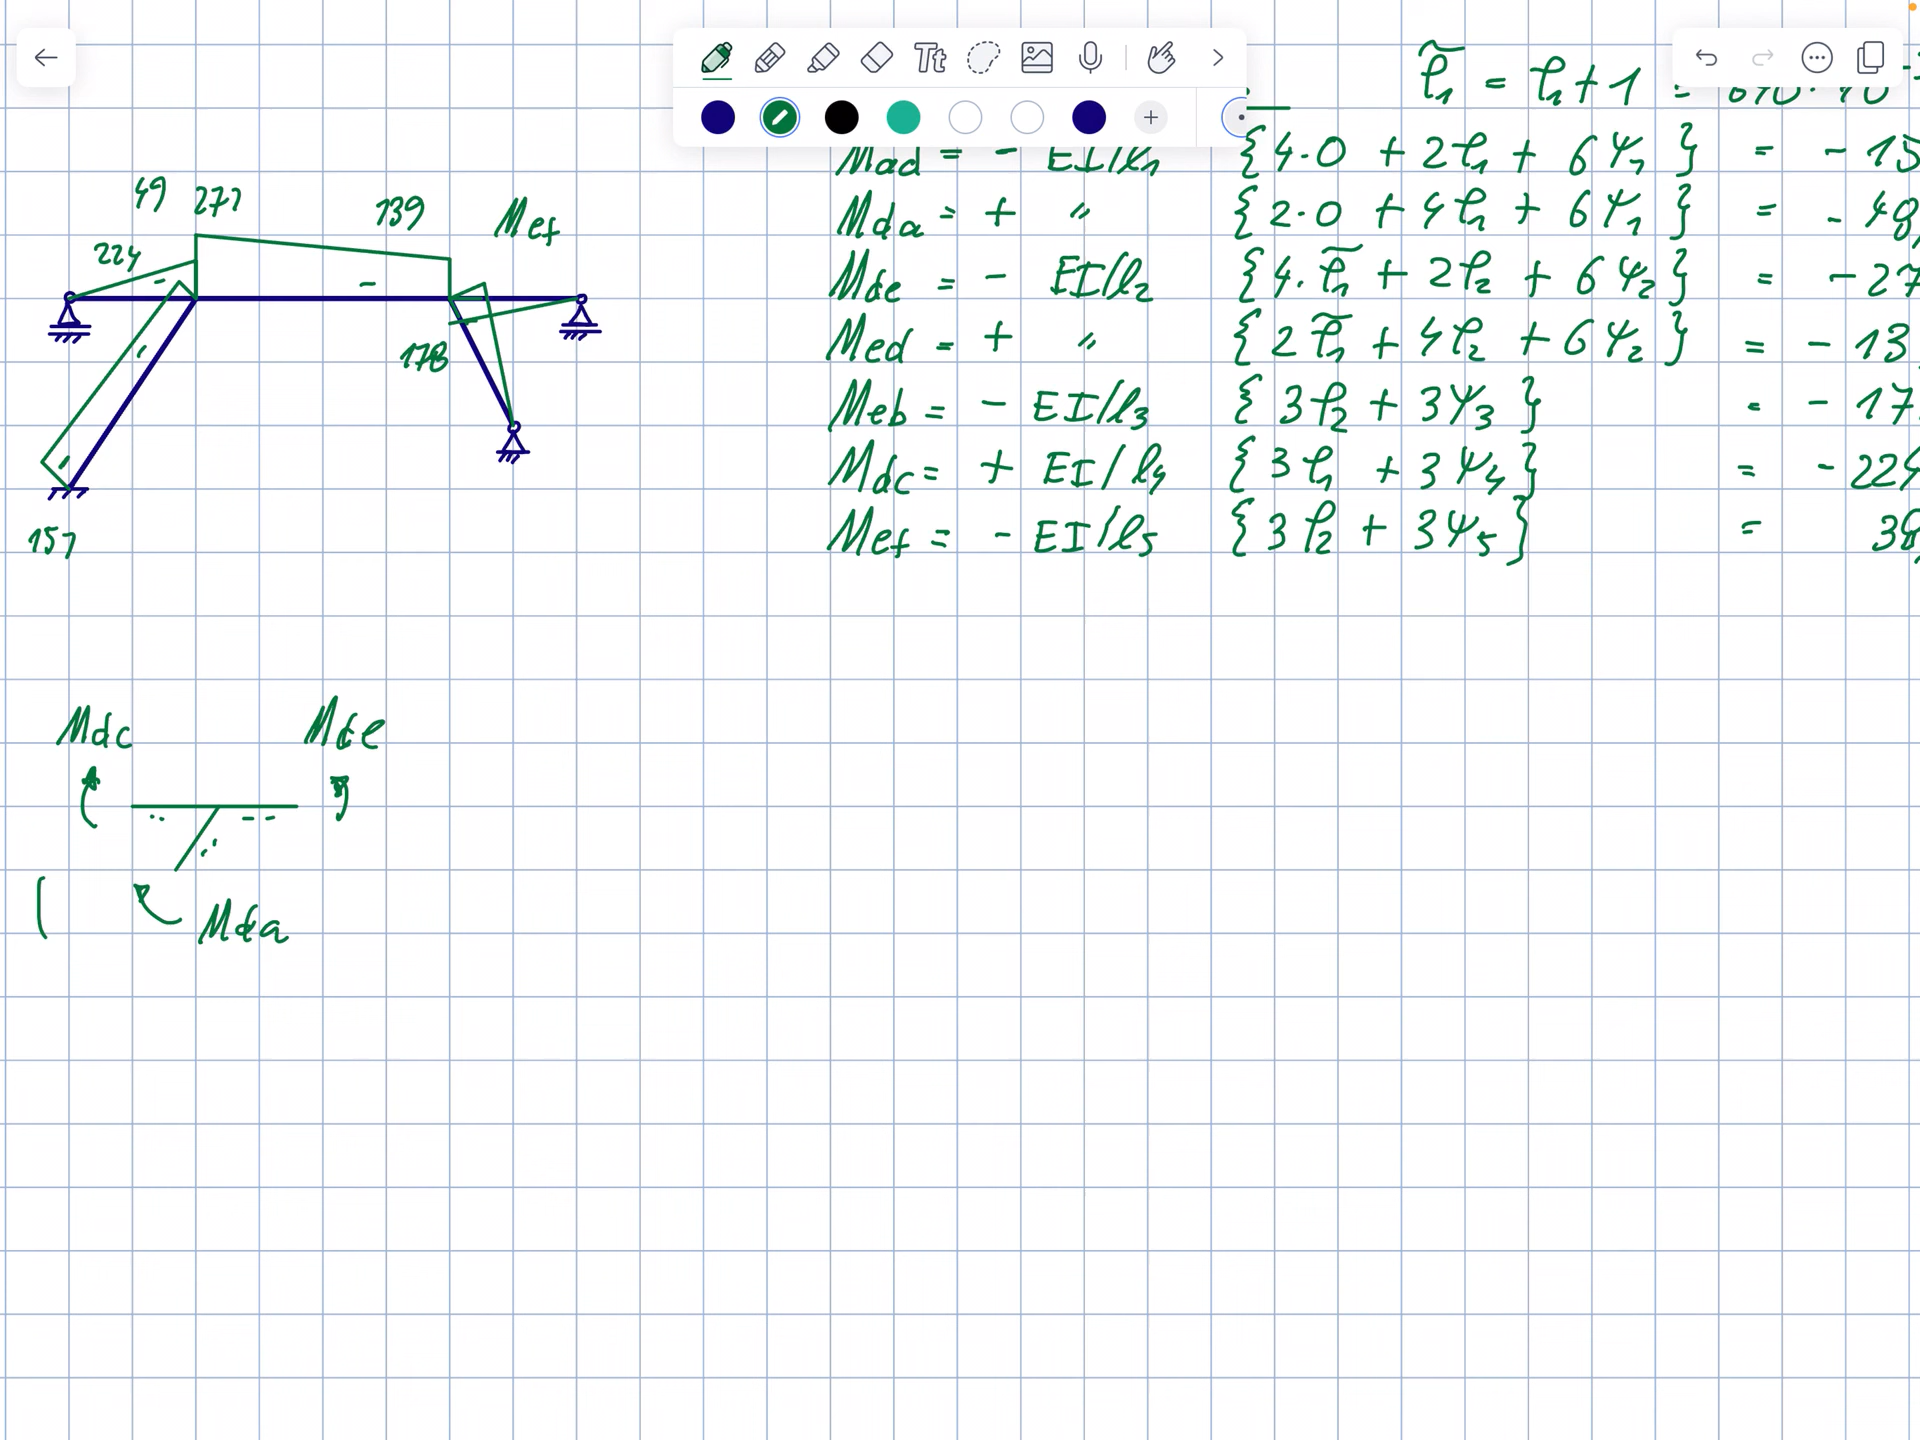 Tt
φ̃₁ = φ₁ + 1 =
Mad = - EI/l₁ {4·0 + 2φ₁ + 6ψ₁} = - 15
Mda = + " {2·0 + 4φ₁ + 6ψ₁} = - 48,
Mde = - EI/l₂ {4·φ̃₁ + 2φ₂ + 6ψ₂} = - 27
Med = + " {2φ̃₁ + 4φ₂ + 6ψ₂} = - 13
Meb = - EI/l₃ {3φ₂ + 3ψ₃} = - 17
Mdc = + EI/l₄ {3φ₁ + 3ψ₄} = - 224
Mef = - EI/l₅ {3φ₂ + 3ψ₅} = 38,
49 271 139 Mef
224
178
157
Mdc Mde
Mda